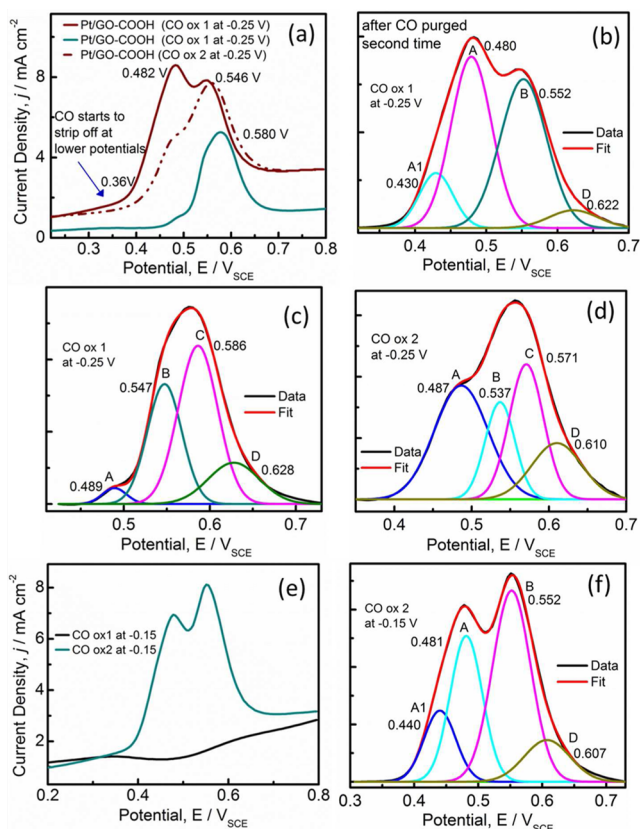 (a)
Pt/GO-COOH (CO ox 1 at -0.25 V)
Pt/GO-COOH (CO ox 1 at -0.25 V)
Pt/GO-COOH (CO ox 2 at -0.25 V)
0.482 V
0.546 V
0.580 V
CO starts to
strip off at
lower potentials
0.36V
Current Density, j / mA cm-2
12
8
4
0
0.3 0.4 0.5 0.6 0.7 0.8
Potential, E / VSCE
(b)
after CO purged
second time
CO ox 1
at -0.25 V
A
0.480
B
0.552
A1
0.430
D
0.622
Data
Fit
0.4 0.5 0.6 0.7
Potential, E / VSCE
(c)
CO ox 1
at -0.25 V
C
0.586
B
0.547
A
0.489
D
0.628
Data
Fit
0.5 0.6 0.7
Potential, E / VSCE
(d)
CO ox 2
at -0.25 V
A
0.487
B
0.537
C
0.571
D
0.610
Data
Fit
0.4 0.5 0.6 0.7
Potential, E / VSCE
(e)
CO ox1 at -0.15
CO ox2 at -0.15
Current Density, j / mA cm-2
8
6
4
2
0.2 0.4 0.6 0.8
Potential, E / VSCE
(f)
CO ox 2
at -0.15 V
B
0.552
A
0.481
A1
0.440
D
0.607
Data
Fit
0.3 0.4 0.5 0.6 0.7
Potential, E / VSCE